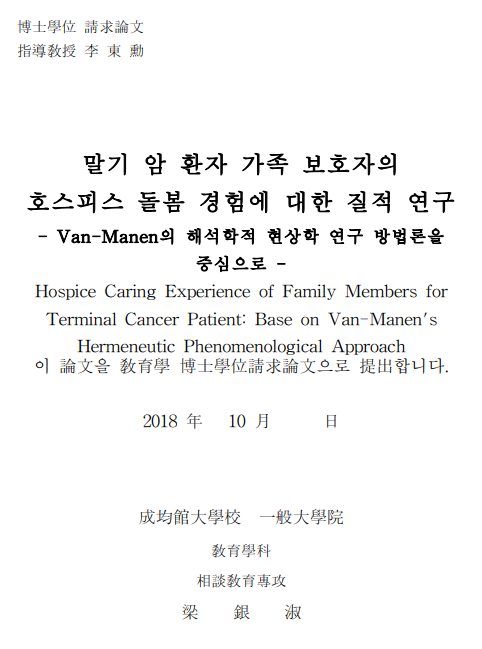 博士學位 請求論文
指導敎授 李 東 勳
말기 암 환자 가족 보호자의
호스피스 돌봄 경험에 대한 질적 연구
- Van-Manen의 해석학적 현상학 연구 방법론을
중심으로 -
Hospice Caring Experience of Family Members for
Terminal Cancer Patient: Base on Van-Manen's
Hermeneutic Phenomenological Approach
이 論文을 敎育學 博士學位請求論文으로 提出합니다.
2018 年 10 月 日
成均館大學校 一般大學院
敎育學科
相談敎育專攻
梁 銀 淑